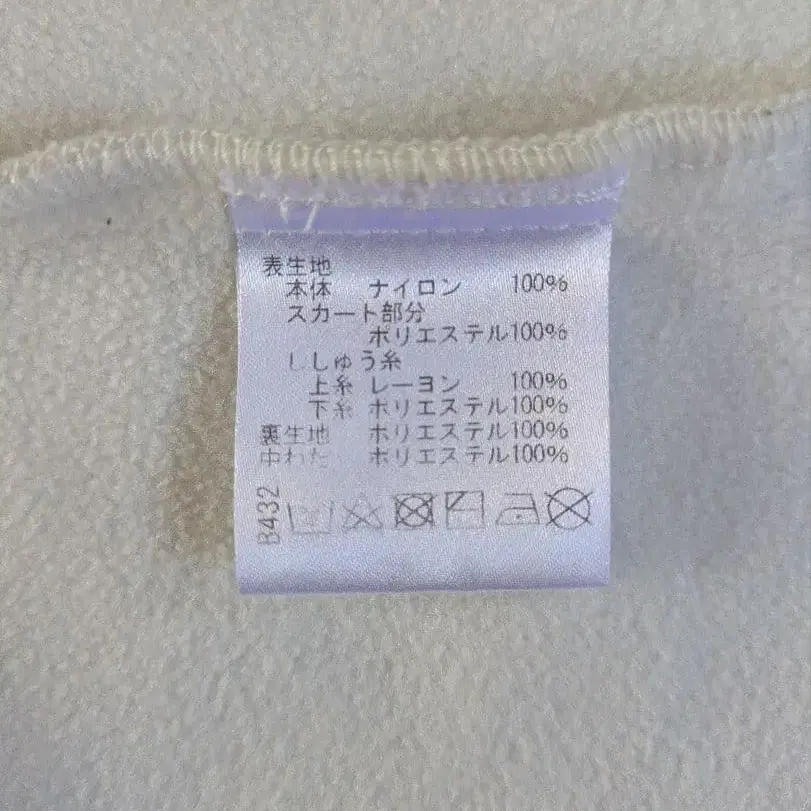 表生地
本体 ナイロン 100%
スカート部分
ポリエステル100%
ししゅう糸
上糸 レーヨン 100%
下糸 ポリエステル100%
裏生地 ポリエステル100%
中わた ポリエステル100%
B432